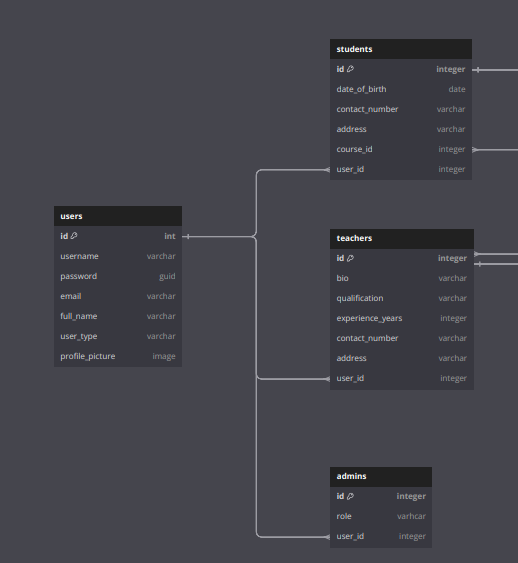 students
id integer
date_of_birth date
contact_number varchar
address varchar
course_id integer
user_id integer
users
id int
username varchar
password guid
email varchar
full_name varchar
user_type varchar
profile_picture image
teachers
id integer
bio varchar
qualification varchar
experience_years integer
contact_number varchar
address varchar
user_id integer
admins
id integer
role varhcar
user_id integer